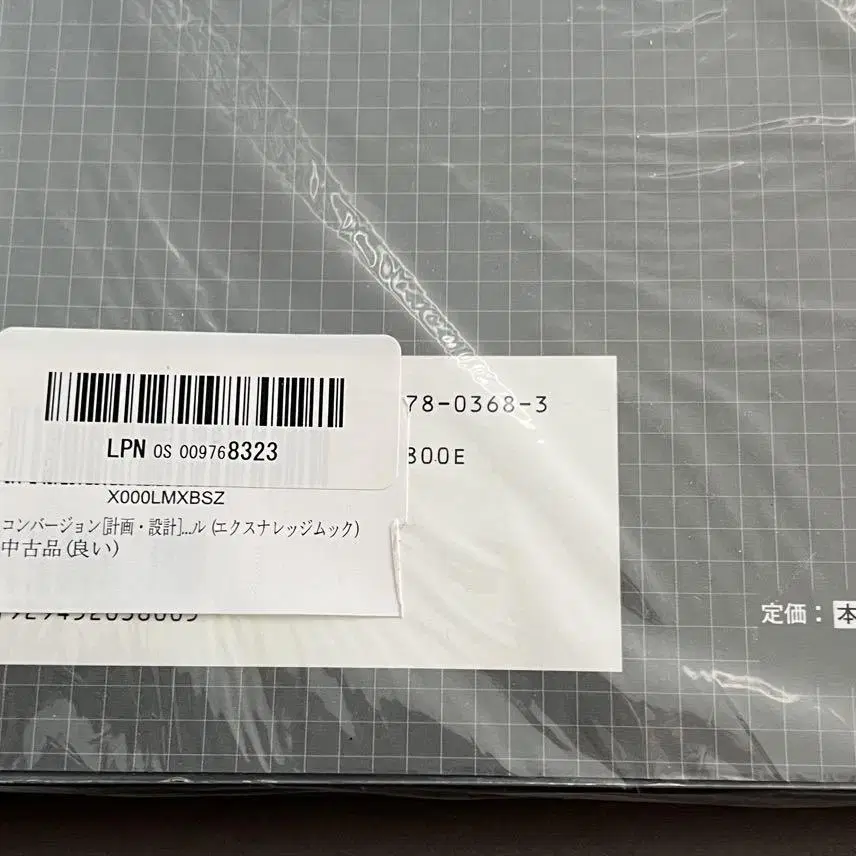 78-0368-3
800E
LPN OS 009768323
X000LMXBSZ
コンバージョン[計画・設計]...ル (エクスナレッジムック)
中古品 (良い)
定価: 本